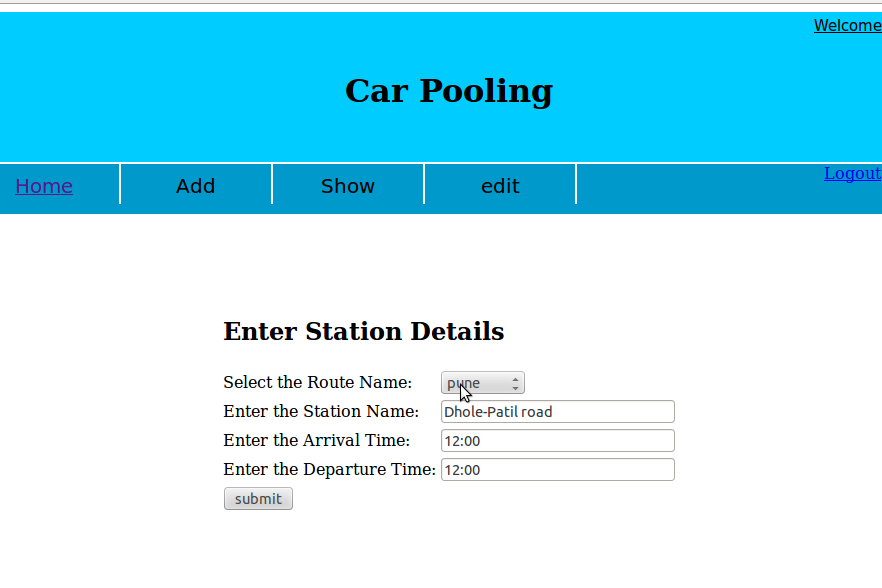 Welcome
Car Pooling
Home Add Show edit Logout
Enter Station Details
Select the Route Name: pune
Enter the Station Name: Dhole-Patil road
Enter the Arrival Time: 12:00
Enter the Departure Time: 12:00
submit